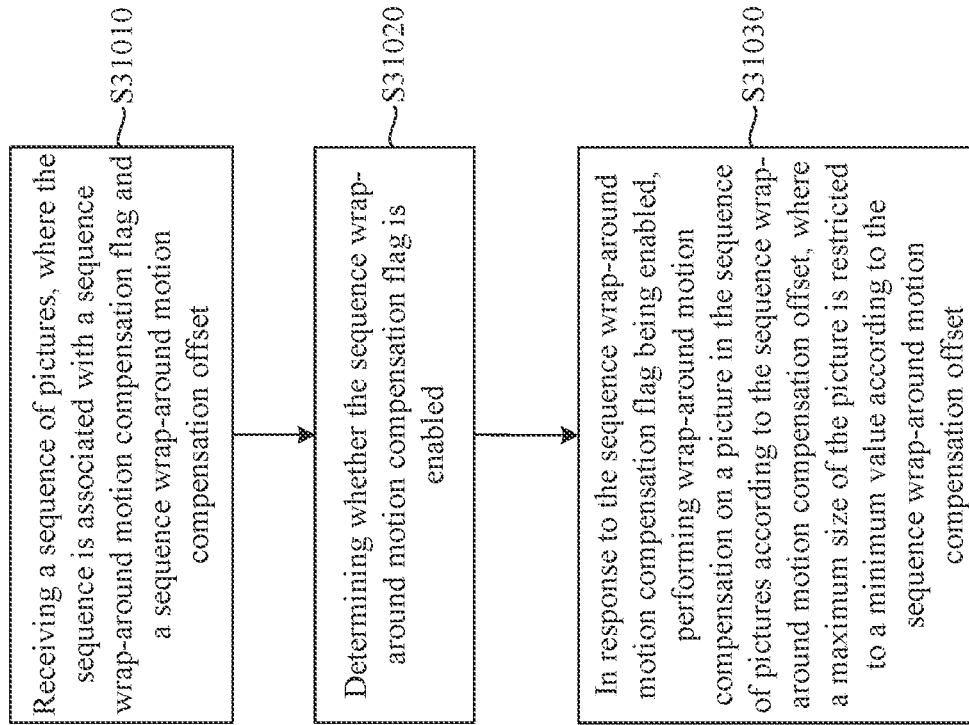 Receiving a sequence of pictures, where the
sequence is associated with a sequence
wrap-around motion compensation flag and
a sequence wrap-around motion
compensation offset
S31010
Determining whether the sequence wrap-
around motion compensation flag is
enabled
S31020
In response to the sequence wrap-around
motion compensation flag being enabled,
performing wrap-around motion
compensation on a picture in the sequence
of pictures according to the sequence wrap-
around motion compensation offset, where
a maximum size of the picture is restricted
to a minimum value according to the
sequence wrap-around motion
compensation offset
S31030